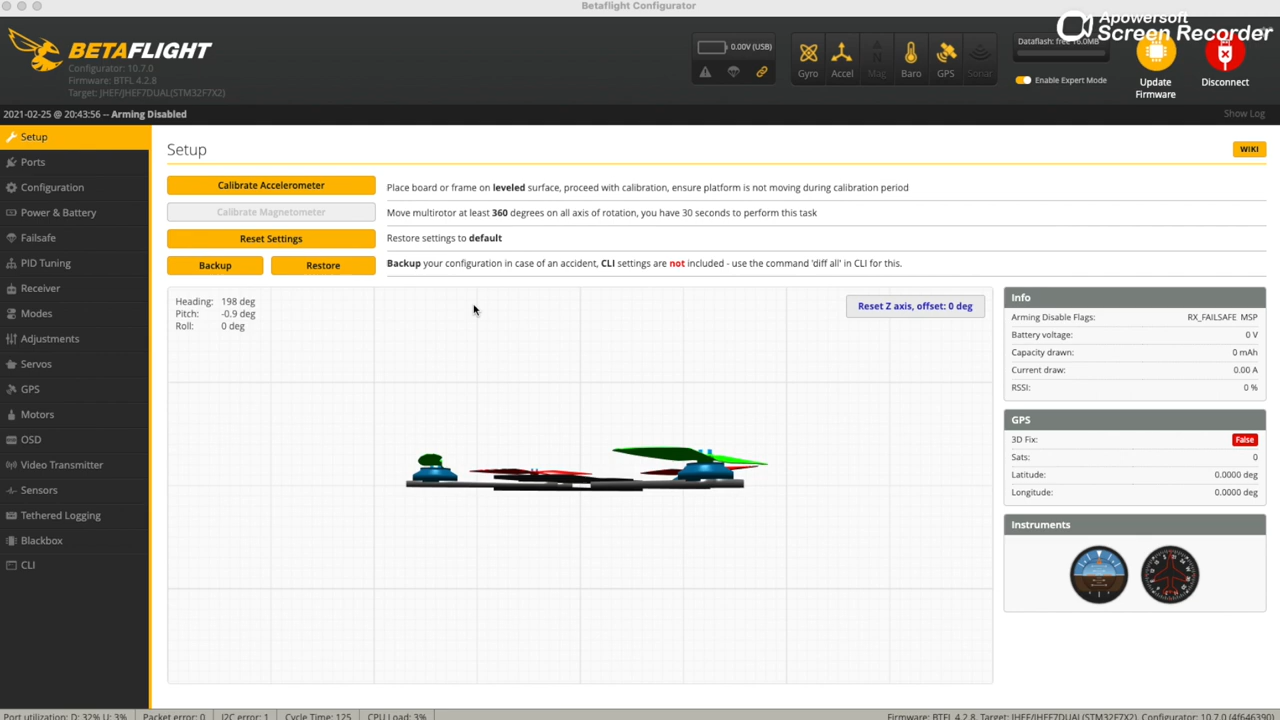 Betaflight Configurator
Apowersoft
Screen Recorder
BETAFLIGHT
Configurator: 10.7.0
Firmware: BTFL 4.2.8
Target: JHEF/JHEF7DUAL(STM32F7X2)
0.00V (USB)
Gyro
Accel
Mag
Baro
GPS
Sonar
Dataflash: free 16.0MB
Enable Expert Mode
Update
Firmware
Disconnect
2021-02-25 @ 20:43:56 -- Arming Disabled
Show Log
Setup
Ports
Configuration
Power & Battery
Failsafe
PID Tuning
Receiver
Modes
Adjustments
Servos
GPS
Motors
OSD
Video Transmitter
Sensors
Tethered Logging
Blackbox
CLI
Setup
WIKI
Calibrate Accelerometer
Place board or frame on leveled surface, proceed with calibration, ensure platform is not moving during calibration period
Calibrate Magnetometer
Move multirotor at least 360 degrees on all axis of rotation, you have 30 seconds to perform this task
Reset Settings
Restore settings to default
Backup
Restore
Backup your configuration in case of an accident, CLI settings are not included - use the command 'diff all' in CLI for this.
Heading: 198 deg
Pitch: -0.9 deg
Roll: 0 deg
Reset Z axis, offset: 0 deg
Info
Arming Disable Flags: RX_FAILSAFE MSP
Battery voltage: 0 V
Capacity drawn: 0 mAh
Current draw: 0.00 A
RSSI: 0 %
GPS
3D Fix: False
Sats: 0
Latitude: 0.0000 deg
Longitude: 0.0000 deg
Instruments
Port utilization: D: 32% U: 3%
Packet error: 0
I2C error: 1
Cycle Time: 125
CPU Load: 3%
Firmware: BTFL 4.2.8, Target: JHEF/JHEF7DUAL(STM32F7X2), Configurator: 10.7.0 (4f646390)